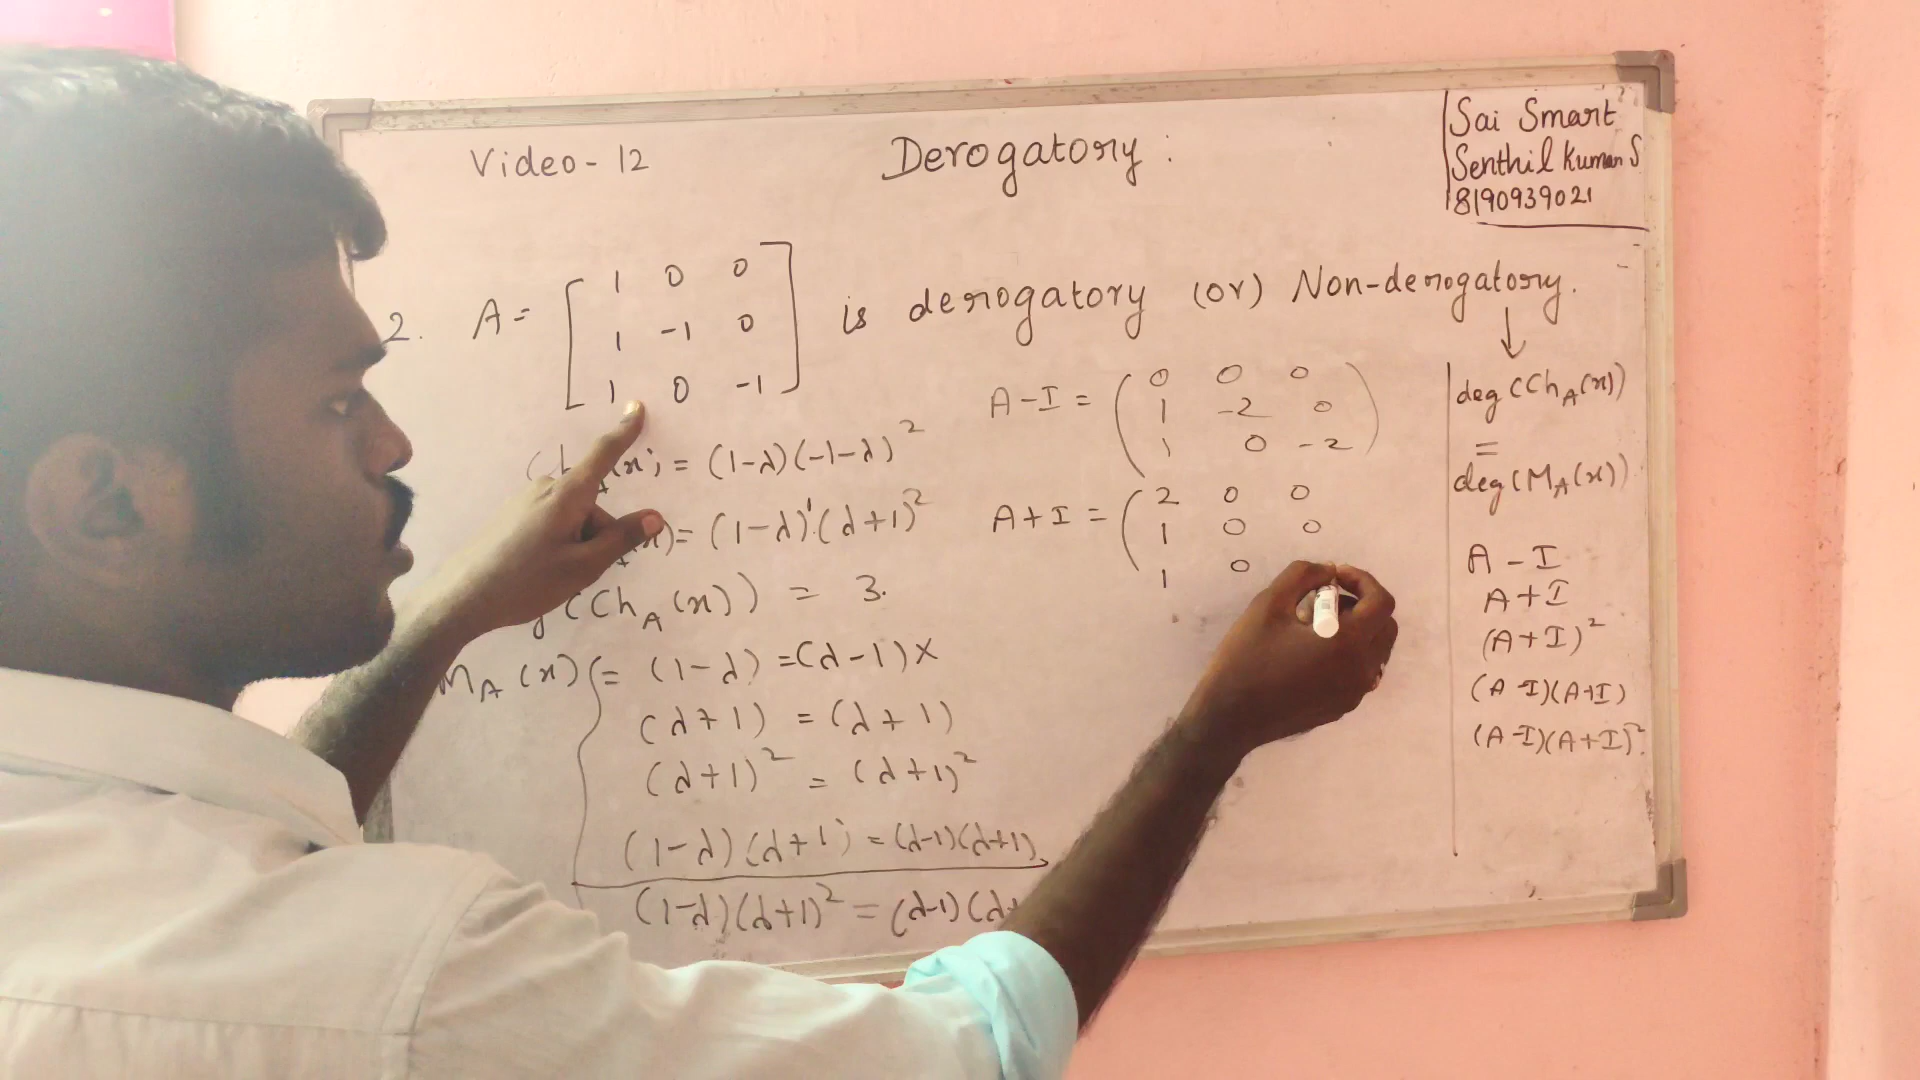 Video - 12
Derogatory :
Sai Smart
Senthil Kumar S
8190939021
2. A = [ 1 0 0
1 -1 0
1 0 -1 ]
is derogatory (or) Non-derogatory.
↓
(x) = (1-λ)(-1-λ)²
(x) = (1-λ)¹(λ+1)²
(Ch_A(x)) = 3.
M_A(x) = (1-λ) = (λ-1) ×
(λ+1) = (λ+1)
(λ+1)² = (λ+1)²
(1-λ)(λ+1) = (λ-1)(λ+1)
(1-λ)(λ+1)² = (λ-1)(λ+
A - I = ( 0 0 0
1 -2 0
1 0 -2 )
A + I = ( 2 0 0
1 0 0
1 0
deg(Ch_A(x))
=
deg(M_A(x))
A - I
A + I
(A + I)²
(A - I)(A + I)
(A - I)(A + I)².